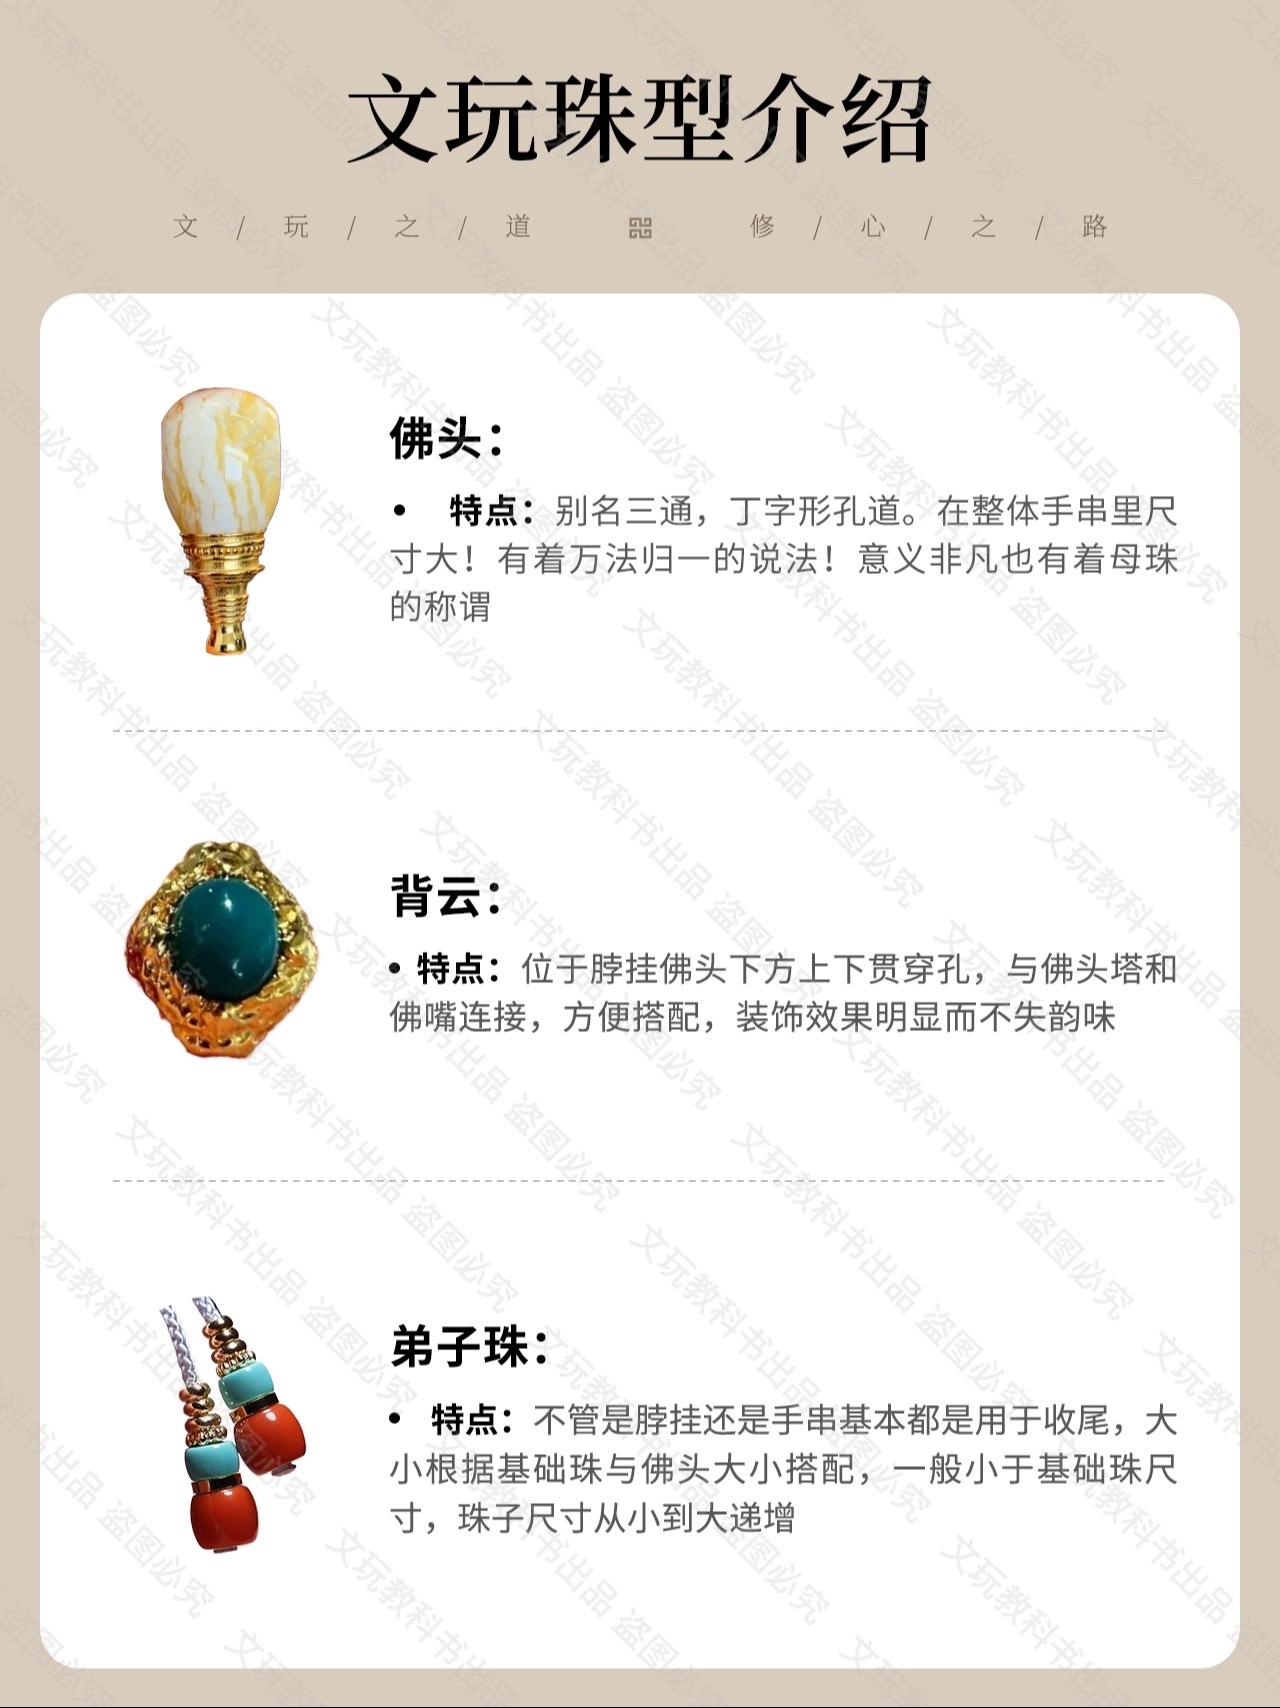 文玩珠型介绍
文/玩/之/道 修/心/之/路
佛头：
• 特点：别名三通，丁字形孔道。在整体手串里尺
寸大！有着万法归一的说法！意义非凡也有着母珠
的称谓
背云：
• 特点：位于脖挂佛头下方上下贯穿孔，与佛头塔和
佛嘴连接，方便搭配，装饰效果明显而不失韵味
弟子珠：
• 特点：不管是脖挂还是手串基本都是用于收尾，大
小根据基础珠与佛头大小搭配，一般小于基础珠尺
寸，珠子尺寸从小到大递增
文玩教科书出品 盗图必究